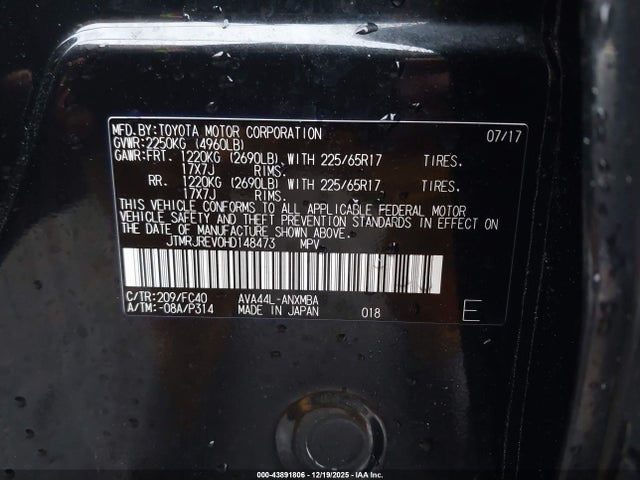 MFD.BY:TOYOTA MOTOR CORPORATION 07/17
GVWR:2250KG (4960LB)
GAWR:FRT. 1220KG (2690LB) WITH 225/65R17 TIRES.
17X7J RIMS.
RR. 1220KG (2690LB) WITH 225/65R17 TIRES.
17X7J RIMS.
THIS VEHICLE CONFORMS TO ALL APPLICABLE FEDERAL MOTOR
VEHICLE SAFETY AND THEFT PREVENTION STANDARDS IN EFFECT ON
THE DATE OF MANUFACTURE SHOWN ABOVE.
JTMRJREV0HD148473 MPV
C/TR:209/FC40 AVA44L-ANXMBA
A/TM:-08A/P314 MADE IN JAPAN 018 E
000-43891806 - 12/19/2025 - IAAI.COM